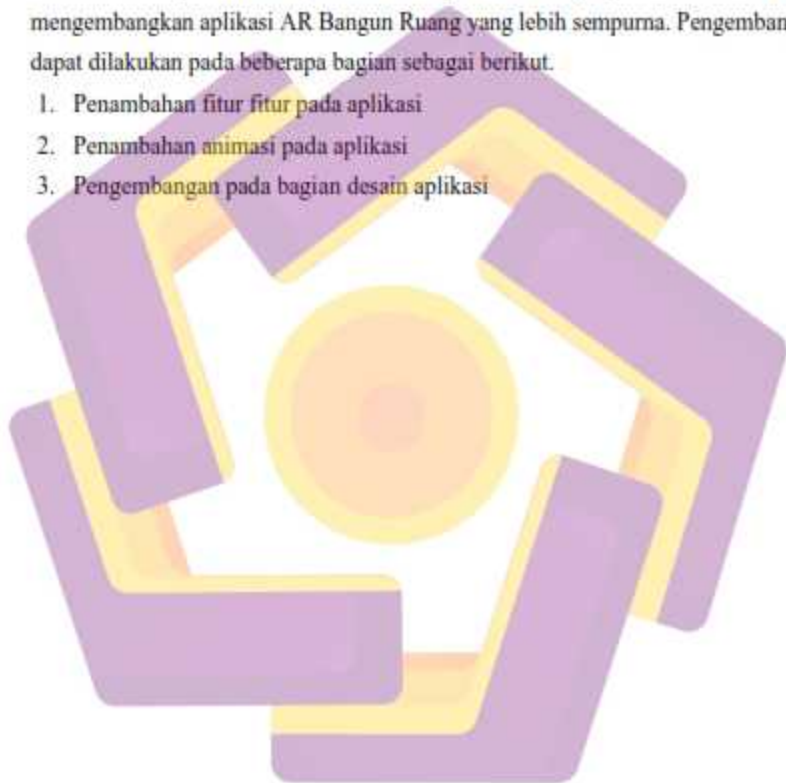 mengembangkan aplikasi AR Bangun Ruang yang lebih sempurna. Pengemban
dapat dilakukan pada beberapa bagian sebagai berikut.
1. Penambahan fitur fitur pada aplikasi
2. Penambahan animasi pada aplikasi
3. Pengembangan pada bagian desain aplikasi